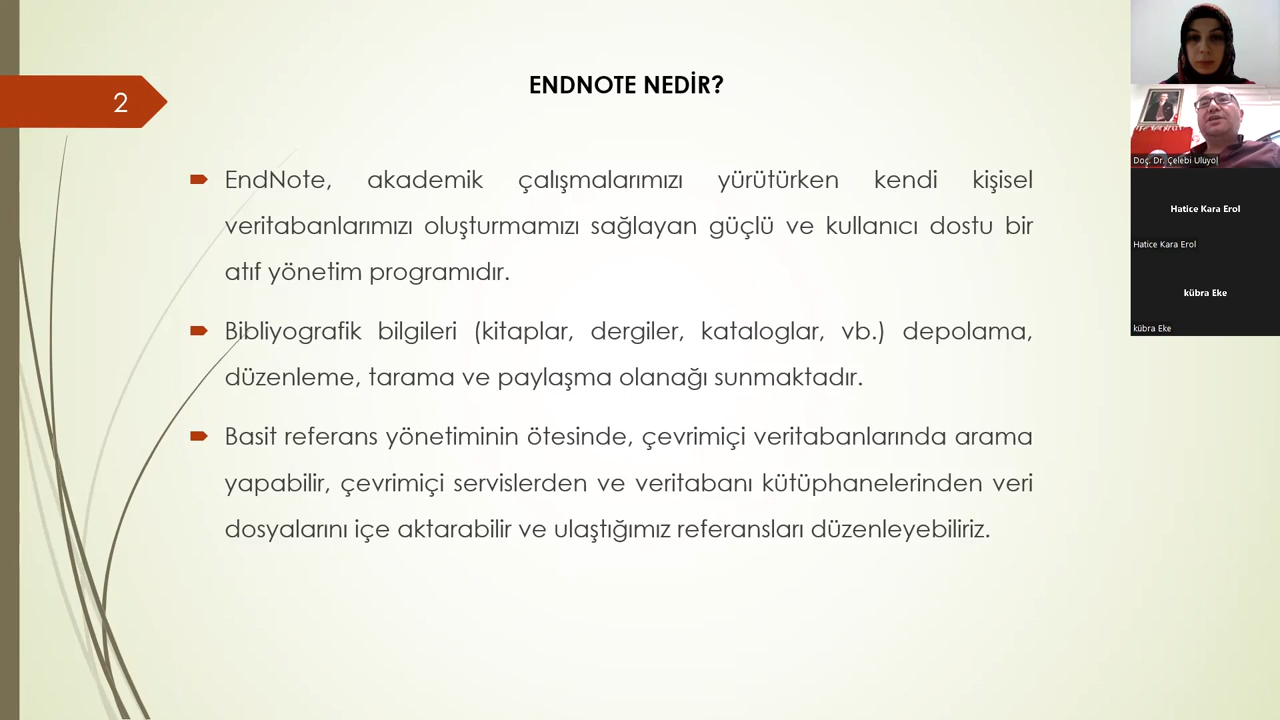 2
ENDNOTE NEDİR?
EndNote, akademik çalışmalarımızı yürütürken kendi kişisel
veritabanlarımızı oluşturmamızı sağlayan güçlü ve kullanıcı dostu bir
atıf yönetim programıdır.
Bibliyografik bilgileri (kitaplar, dergiler, kataloglar, vb.) depolama,
düzenleme, tarama ve paylaşma olanağı sunmaktadır.
Basit referans yönetiminin ötesinde, çevrimiçi veritabanlarında arama
yapabilir, çevrimiçi servislerden ve veritabanı kütüphanelerinden veri
dosyalarını içe aktarabilir ve ulaştığımız referansları düzenleyebiliriz.
Doç. Dr. Çelebi Uluyol
Hatice Kara Erol
Hatice Kara Erol
kübra Eke
kübra Eke